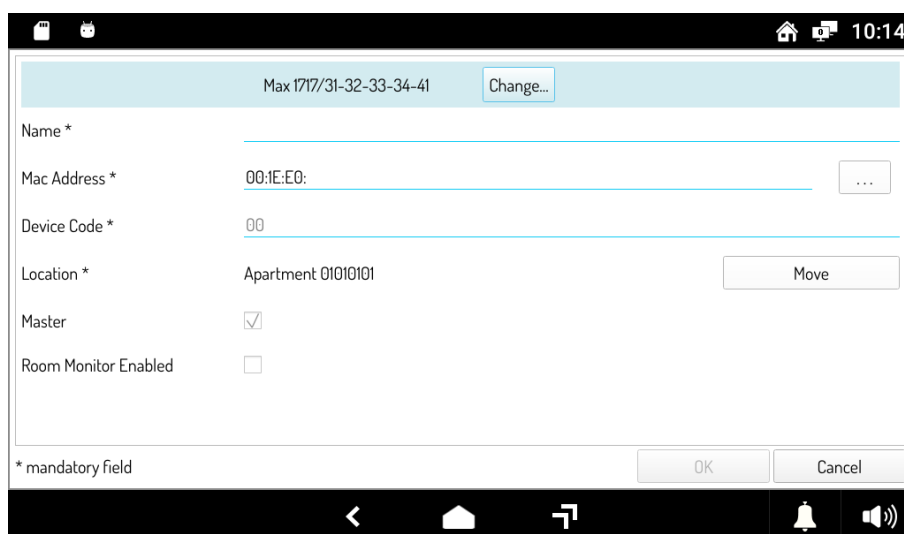 10:14
Max 1717/31-32-33-34-41 Change...
Name *
Mac Address * 00:1E:E0: ...
Device Code * 00
Location * Apartment 01010101 Move
Master
Room Monitor Enabled
* mandatory field OK Cancel